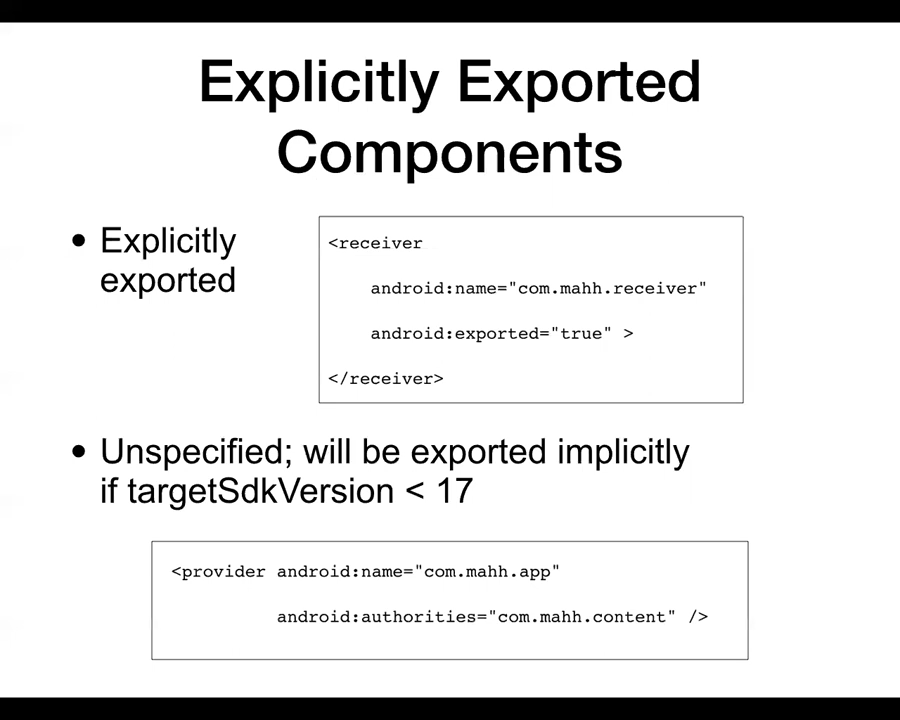 Explicitly Exported
Components
• Explicitly
exported
<receiver
android:name="com.mahh.receiver"
android:exported="true" >
</receiver>
• Unspecified; will be exported implicitly
if targetSdkVersion < 17
<provider android:name="com.mahh.app"
android:authorities="com.mahh.content" />